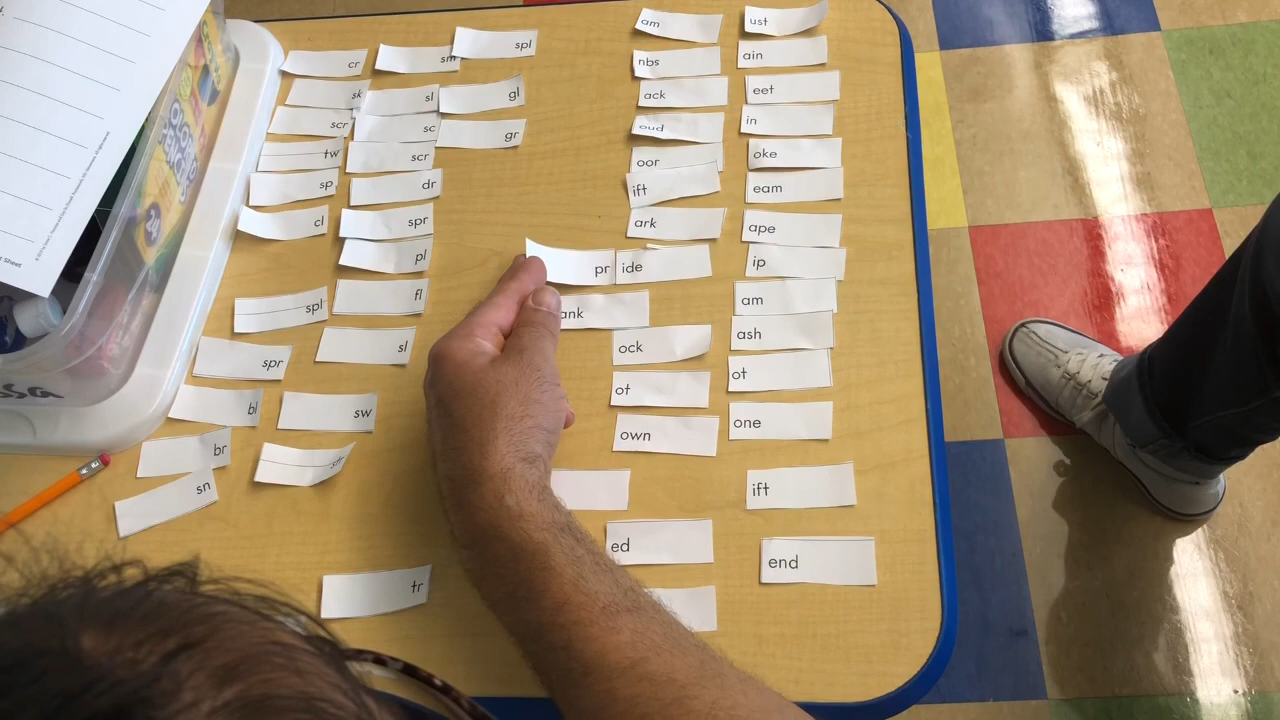 cr
sk
scr
tw
sp
cl
spl
spr
bl
br
sn
sm
sl
sc
scr
dr
spr
pl
fl
sl
sw
str
tr
spl
gl
gr
pr
am
nbs
ack
oud
oor
ift
ark
ide
ank
ock
ot
own
ed
ust
ain
eet
in
oke
eam
ape
ip
am
ash
ot
one
ift
end